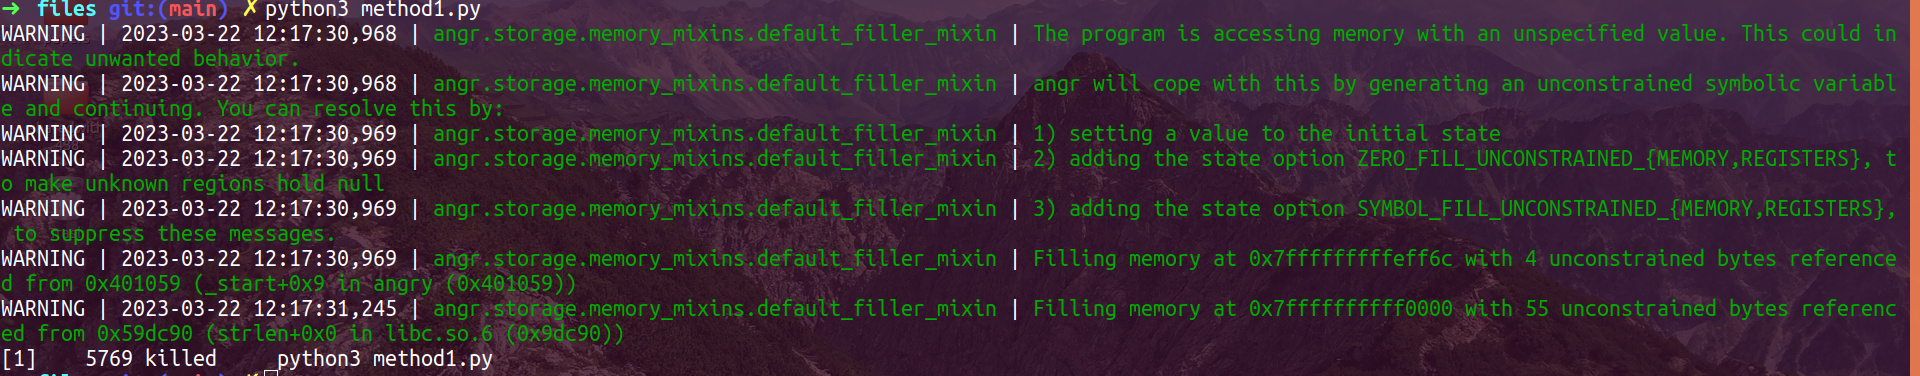 ➜  files git:(main) ✗ python3 method1.py
WARNING | 2023-03-22 12:17:30,968 | angr.storage.memory_mixins.default_filler_mixin | The program is accessing memory with an unspecified value. This could in
dicate unwanted behavior.
WARNING | 2023-03-22 12:17:30,968 | angr.storage.memory_mixins.default_filler_mixin | angr will cope with this by generating an unconstrained symbolic variabl
e and continuing. You can resolve this by:
WARNING | 2023-03-22 12:17:30,969 | angr.storage.memory_mixins.default_filler_mixin | 1) setting a value to the initial state
WARNING | 2023-03-22 12:17:30,969 | angr.storage.memory_mixins.default_filler_mixin | 2) adding the state option ZERO_FILL_UNCONSTRAINED_{MEMORY,REGISTERS}, t
o make unknown regions hold null
WARNING | 2023-03-22 12:17:30,969 | angr.storage.memory_mixins.default_filler_mixin | 3) adding the state option SYMBOL_FILL_UNCONSTRAINED_{MEMORY,REGISTERS},
 to suppress these messages.
WARNING | 2023-03-22 12:17:30,969 | angr.storage.memory_mixins.default_filler_mixin | Filling memory at 0x7fffffffffeff6c with 4 unconstrained bytes reference
d from 0x401059 (_start+0x9 in angry (0x401059))
WARNING | 2023-03-22 12:17:31,245 | angr.storage.memory_mixins.default_filler_mixin | Filling memory at 0x7ffffffffff0000 with 55 unconstrained bytes referenc
ed from 0x59dc90 (strlen+0x0 in libc.so.6 (0x9dc90))
[1]    5769 killed     python3 method1.py